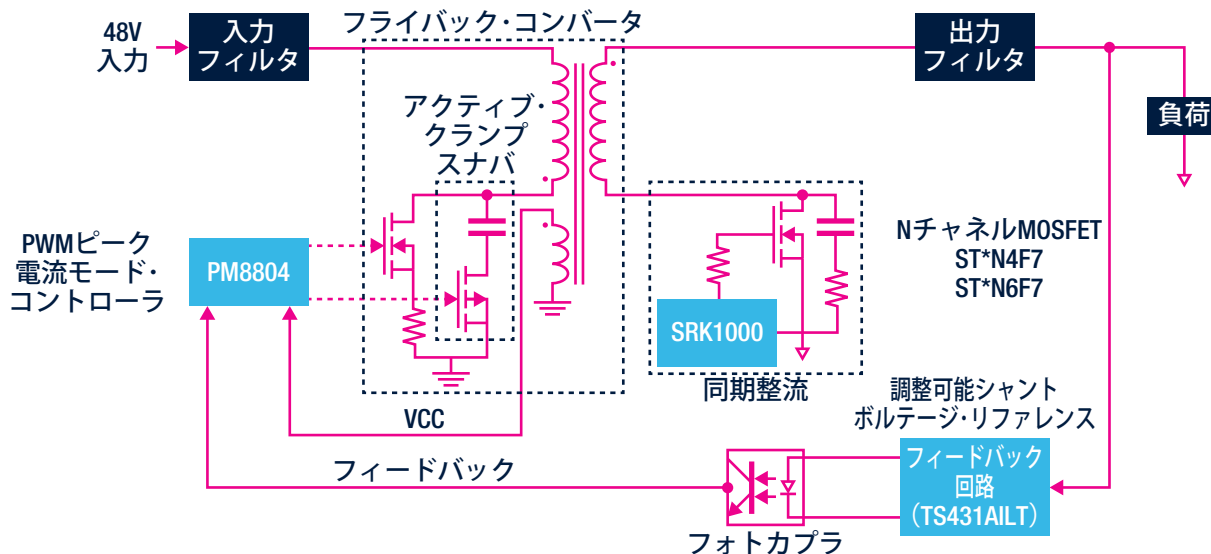 48V
入力
入力
フィルタ
フライバック・コンバータ
出力
フィルタ
負荷
アクティブ・
クランプ
スナバ
PWMピーク
電流モード・
コントローラ
PM8804
SRK1000
同期整流
NチャネルMOSFET
ST*N4F7
ST*N6F7
VCC
フィードバック
調整可能シャント
ボルテージ・リファレンス
フィードバック
回路
（TS431AILT）
フォトカプラ